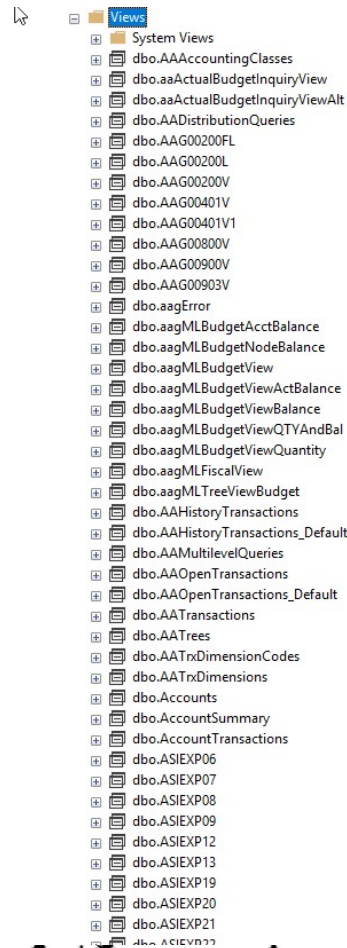 Views
System Views
dbo.AAAccountingClasses
dbo.aaActualBudgetInquiryView
dbo.aaActualBudgetInquiryViewAlt
dbo.AADistributionQueries
dbo.AAG00200FL
dbo.AAG00200L
dbo.AAG00200V
dbo.AAG00401V
dbo.AAG00401V1
dbo.AAG00800V
dbo.AAG00900V
dbo.AAG00903V
dbo.aagError
dbo.aagMLBudgetAcctBalance
dbo.aagMLBudgetNodeBalance
dbo.aagMLBudgetView
dbo.aagMLBudgetViewActBalance
dbo.aagMLBudgetViewBalance
dbo.aagMLBudgetViewQTYAndBal
dbo.aagMLBudgetViewQuantity
dbo.aagMLFiscalView
dbo.aagMLTreeViewBudget
dbo.AAHistoryTransactions
dbo.AAHistoryTransactions_Default
dbo.AAMultilevelQueries
dbo.AAOpenTransactions
dbo.AAOpenTransactions_Default
dbo.AATransactions
dbo.AATrees
dbo.AATrxDimensionCodes
dbo.AATrxDimensions
dbo.Accounts
dbo.AccountSummary
dbo.AccountTransactions
dbo.ASIEXP06
dbo.ASIEXP07
dbo.ASIEXP08
dbo.ASIEXP09
dbo.ASIEXP12
dbo.ASIEXP13
dbo.ASIEXP19
dbo.ASIEXP20
dbo.ASIEXP21